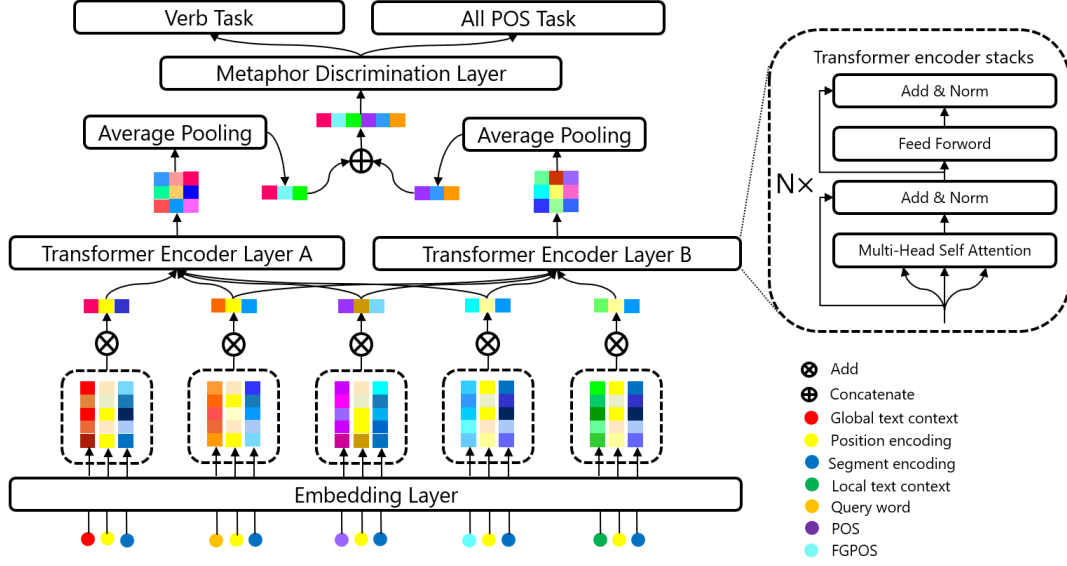 Verb Task
All POS Task
Metaphor Discrimination Layer
Average Pooling
Average Pooling
Transformer Encoder Layer A
Transformer Encoder Layer B
Embedding Layer
Transformer encoder stacks
Add & Norm
Feed Forword
N×
Add & Norm
Multi-Head Self Attention
Add
Concatenate
Global text context
Position encoding
Segment encoding
Local text context
Query word
POS
FGPOS